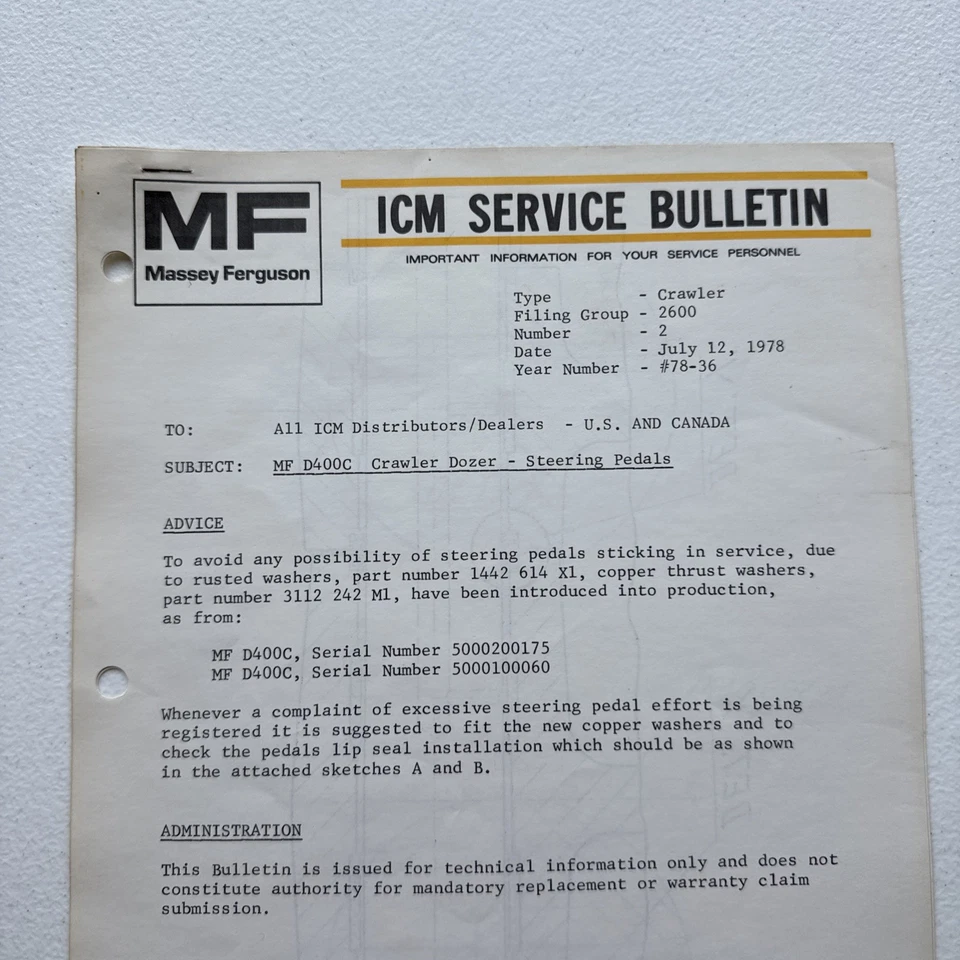 MF
Massey Ferguson
ICM SERVICE BULLETIN
IMPORTANT INFORMATION FOR YOUR SERVICE PERSONNEL
Type - Crawler
Filing Group - 2600
Number - 2
Date - July 12, 1978
Year Number - #78-36
TO: All ICM Distributors/Dealers - U.S. AND CANADA
SUBJECT: MF D400C Crawler Dozer - Steering Pedals
ADVICE
To avoid any possibility of steering pedals sticking in service, due
to rusted washers, part number 1442 614 X1, copper thrust washers,
part number 3112 242 M1, have been introduced into production,
as from:
MF D400C, Serial Number 5000200175
MF D400C, Serial Number 5000100060
Whenever a complaint of excessive steering pedal effort is being
registered it is suggested to fit the new copper washers and to
check the pedals lip seal installation which should be as shown
in the attached sketches A and B.
ADMINISTRATION
This Bulletin is issued for technical information only and does not
constitute authority for mandatory replacement or warranty claim
submission.